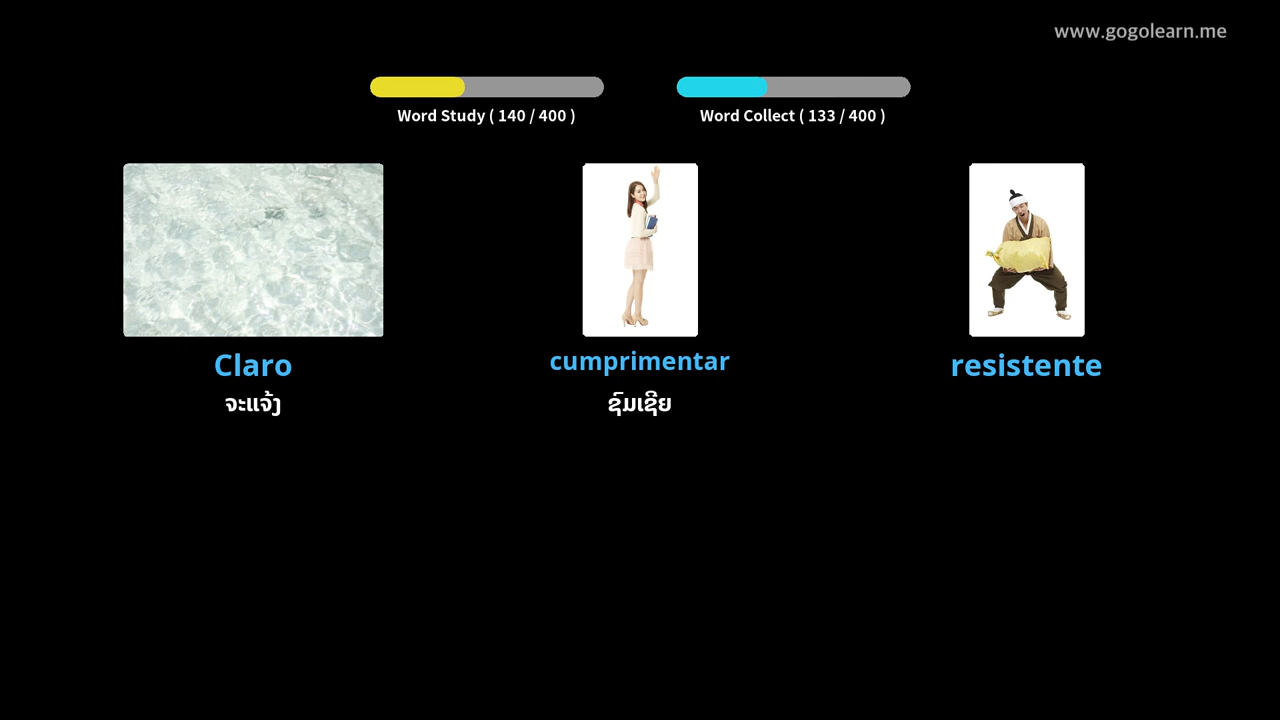 www.gogolearn.me
Word Study ( 140 / 400 )
Word Collect ( 133 / 400 )
Claro
cumprimentar
resistente
ຈະແຈ້ງ
ຊົມເຊີຍ